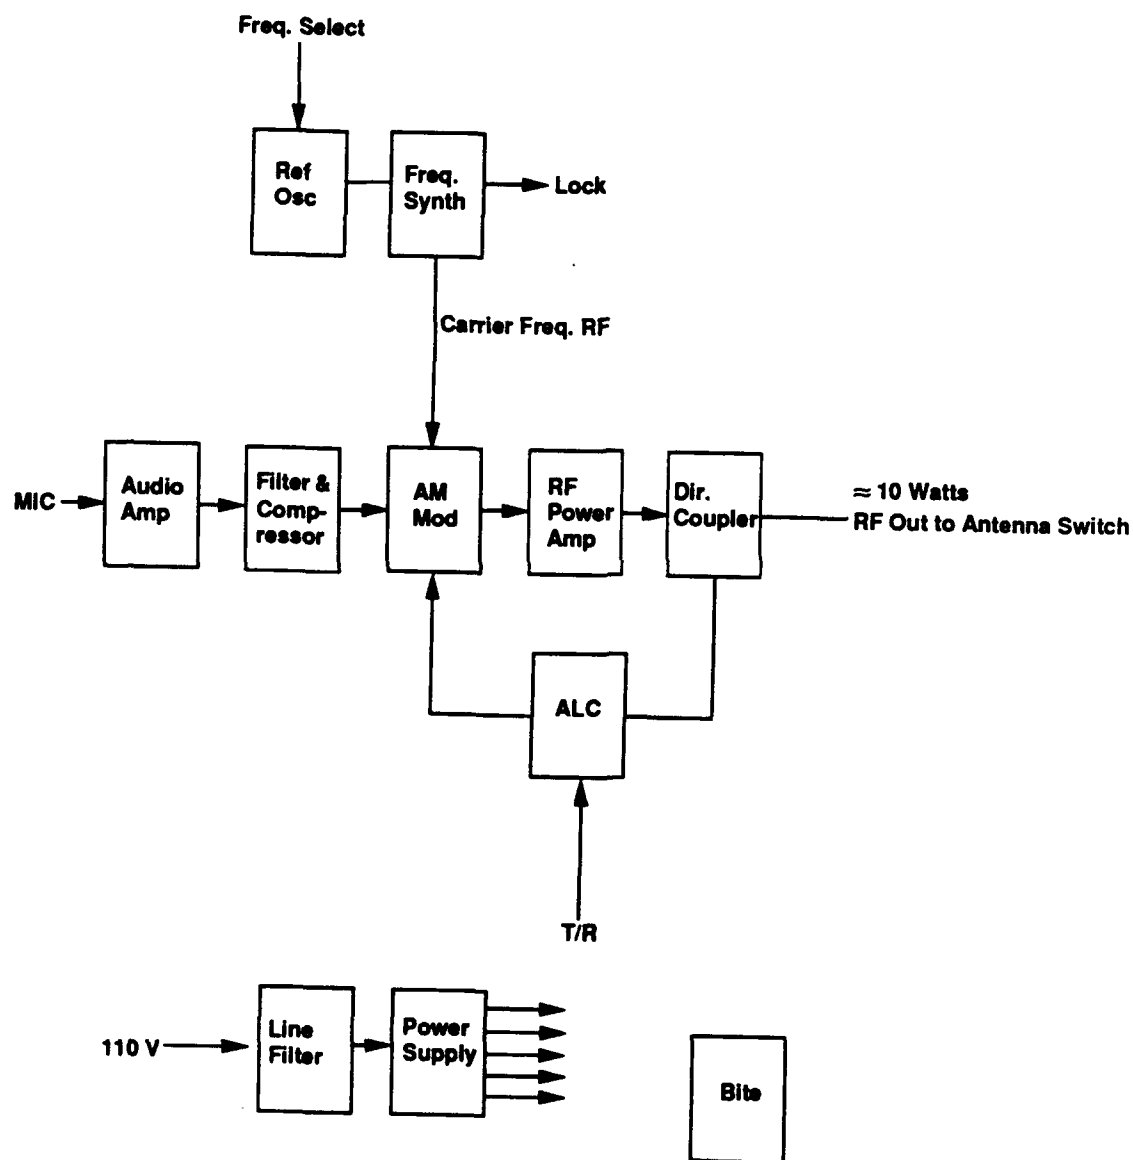 Freq. Select
Ref
Osc
Freq.
Synth
Lock
Carrier Freq. RF
MIC
Audio
Amp
Filter &
Comp-
ressor
AM
Mod
RF
Power
Amp
Dir.
Coupler
≈ 10 Watts
RF Out to Antenna Switch
ALC
T/R
110 V
Line
Filter
Power
Supply
Bite